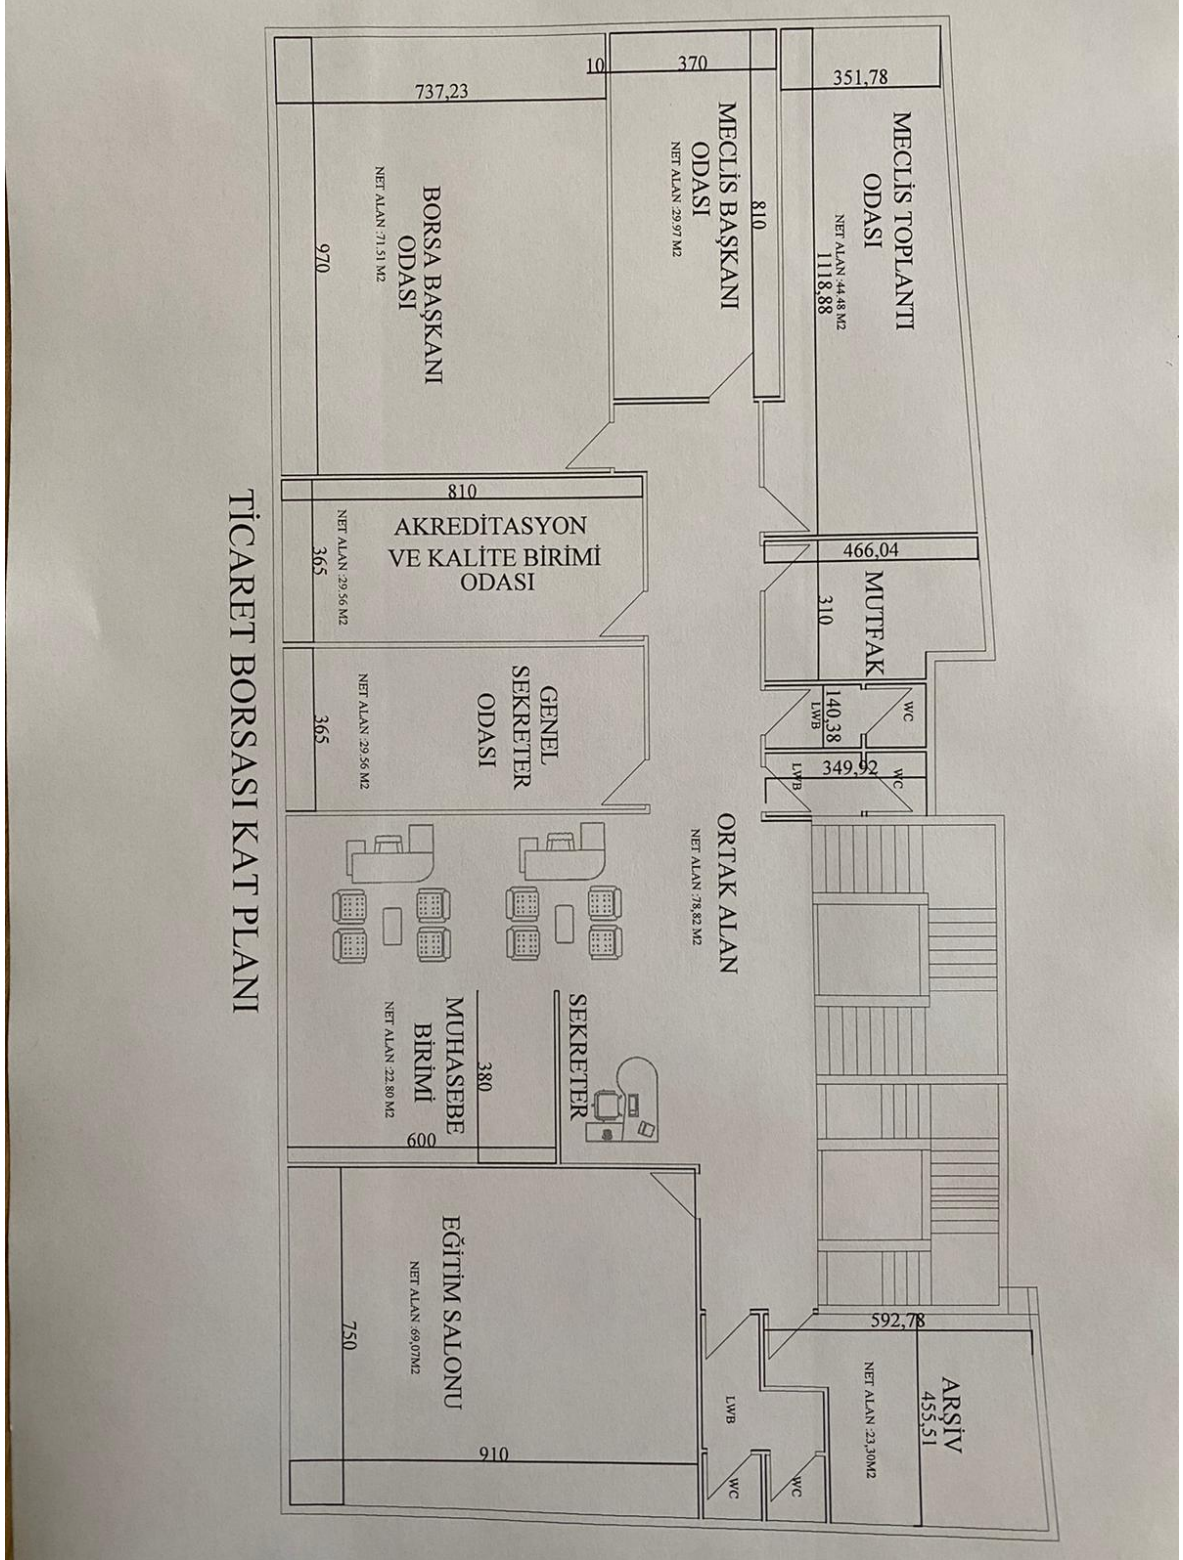 351,78
MECLİS TOPLANTI
ODASI
NET ALAN :44.48 M2
1118,88
10
370
MECLİS BAŞKANI
ODASI
NET ALAN :29.97 M2
810
737,23
BORSA BAŞKANI
ODASI
NET ALAN :71.51 M2
970
466,04
MUTFAK
310
810
AKREDİTASYON
VE KALİTE BİRİMİ
ODASI
NET ALAN :29.56 M2
365
WC
140,38
LWB
WC
349,92
LWB
GENEL
SEKRETER
ODASI
NET ALAN :29.56 M2
365
ORTAK ALAN
NET ALAN :78,82 M2
SEKRETER
380
MUHASEBE
BİRİMİ
NET ALAN :22.80 M2
600
592,78
ARŞİV
455,51
NET ALAN :23,30M2
LWB
WC
WC
EĞİTİM SALONU
NET ALAN :69,07M2
750
910
TİCARET BORSASI KAT PLANI